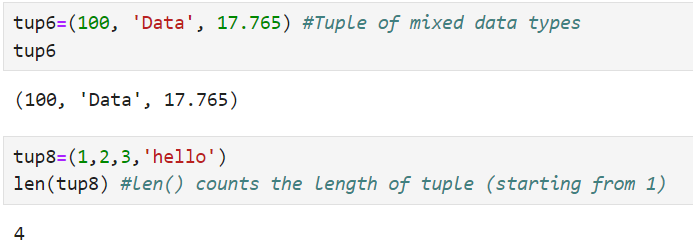 tup6=(100, 'Data', 17.765) #Tuple of mixed data types
tup6
(100, 'Data', 17.765)
tup8=(1,2,3,'hello')
len(tup8) #len() counts the length of tuple (starting from 1)
4